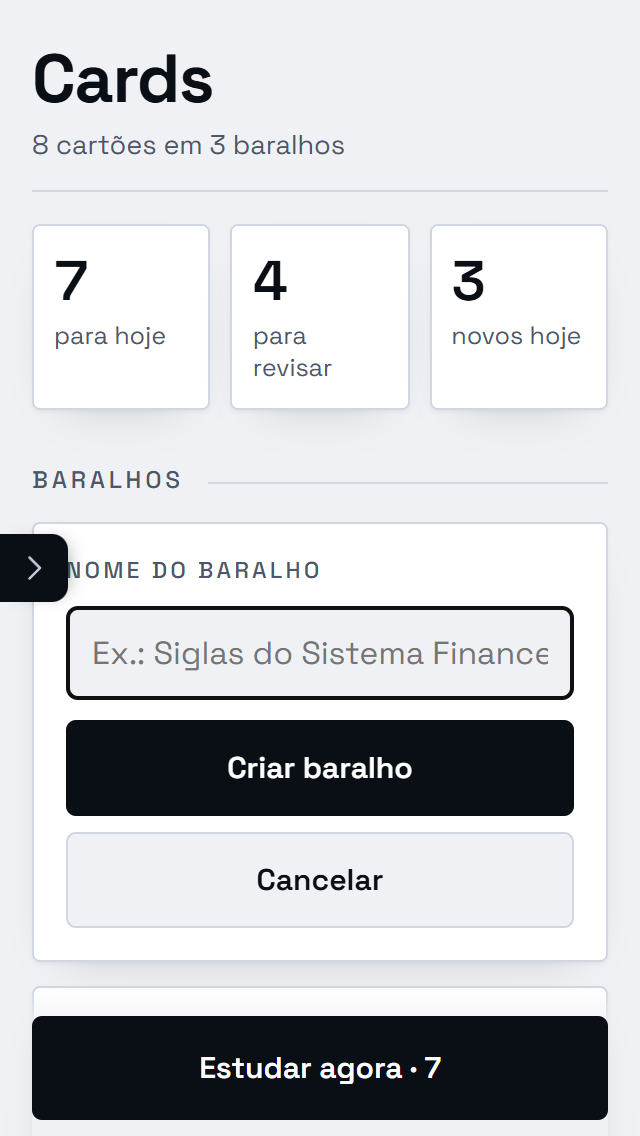 Cards
8 cartões em 3 baralhos
7
para hoje
4
para
revisar
3
novos hoje
BARALHOS
NOME DO BARALHO
Ex.: Siglas do Sistema Finance
Criar baralho
Cancelar
Estudar agora · 7